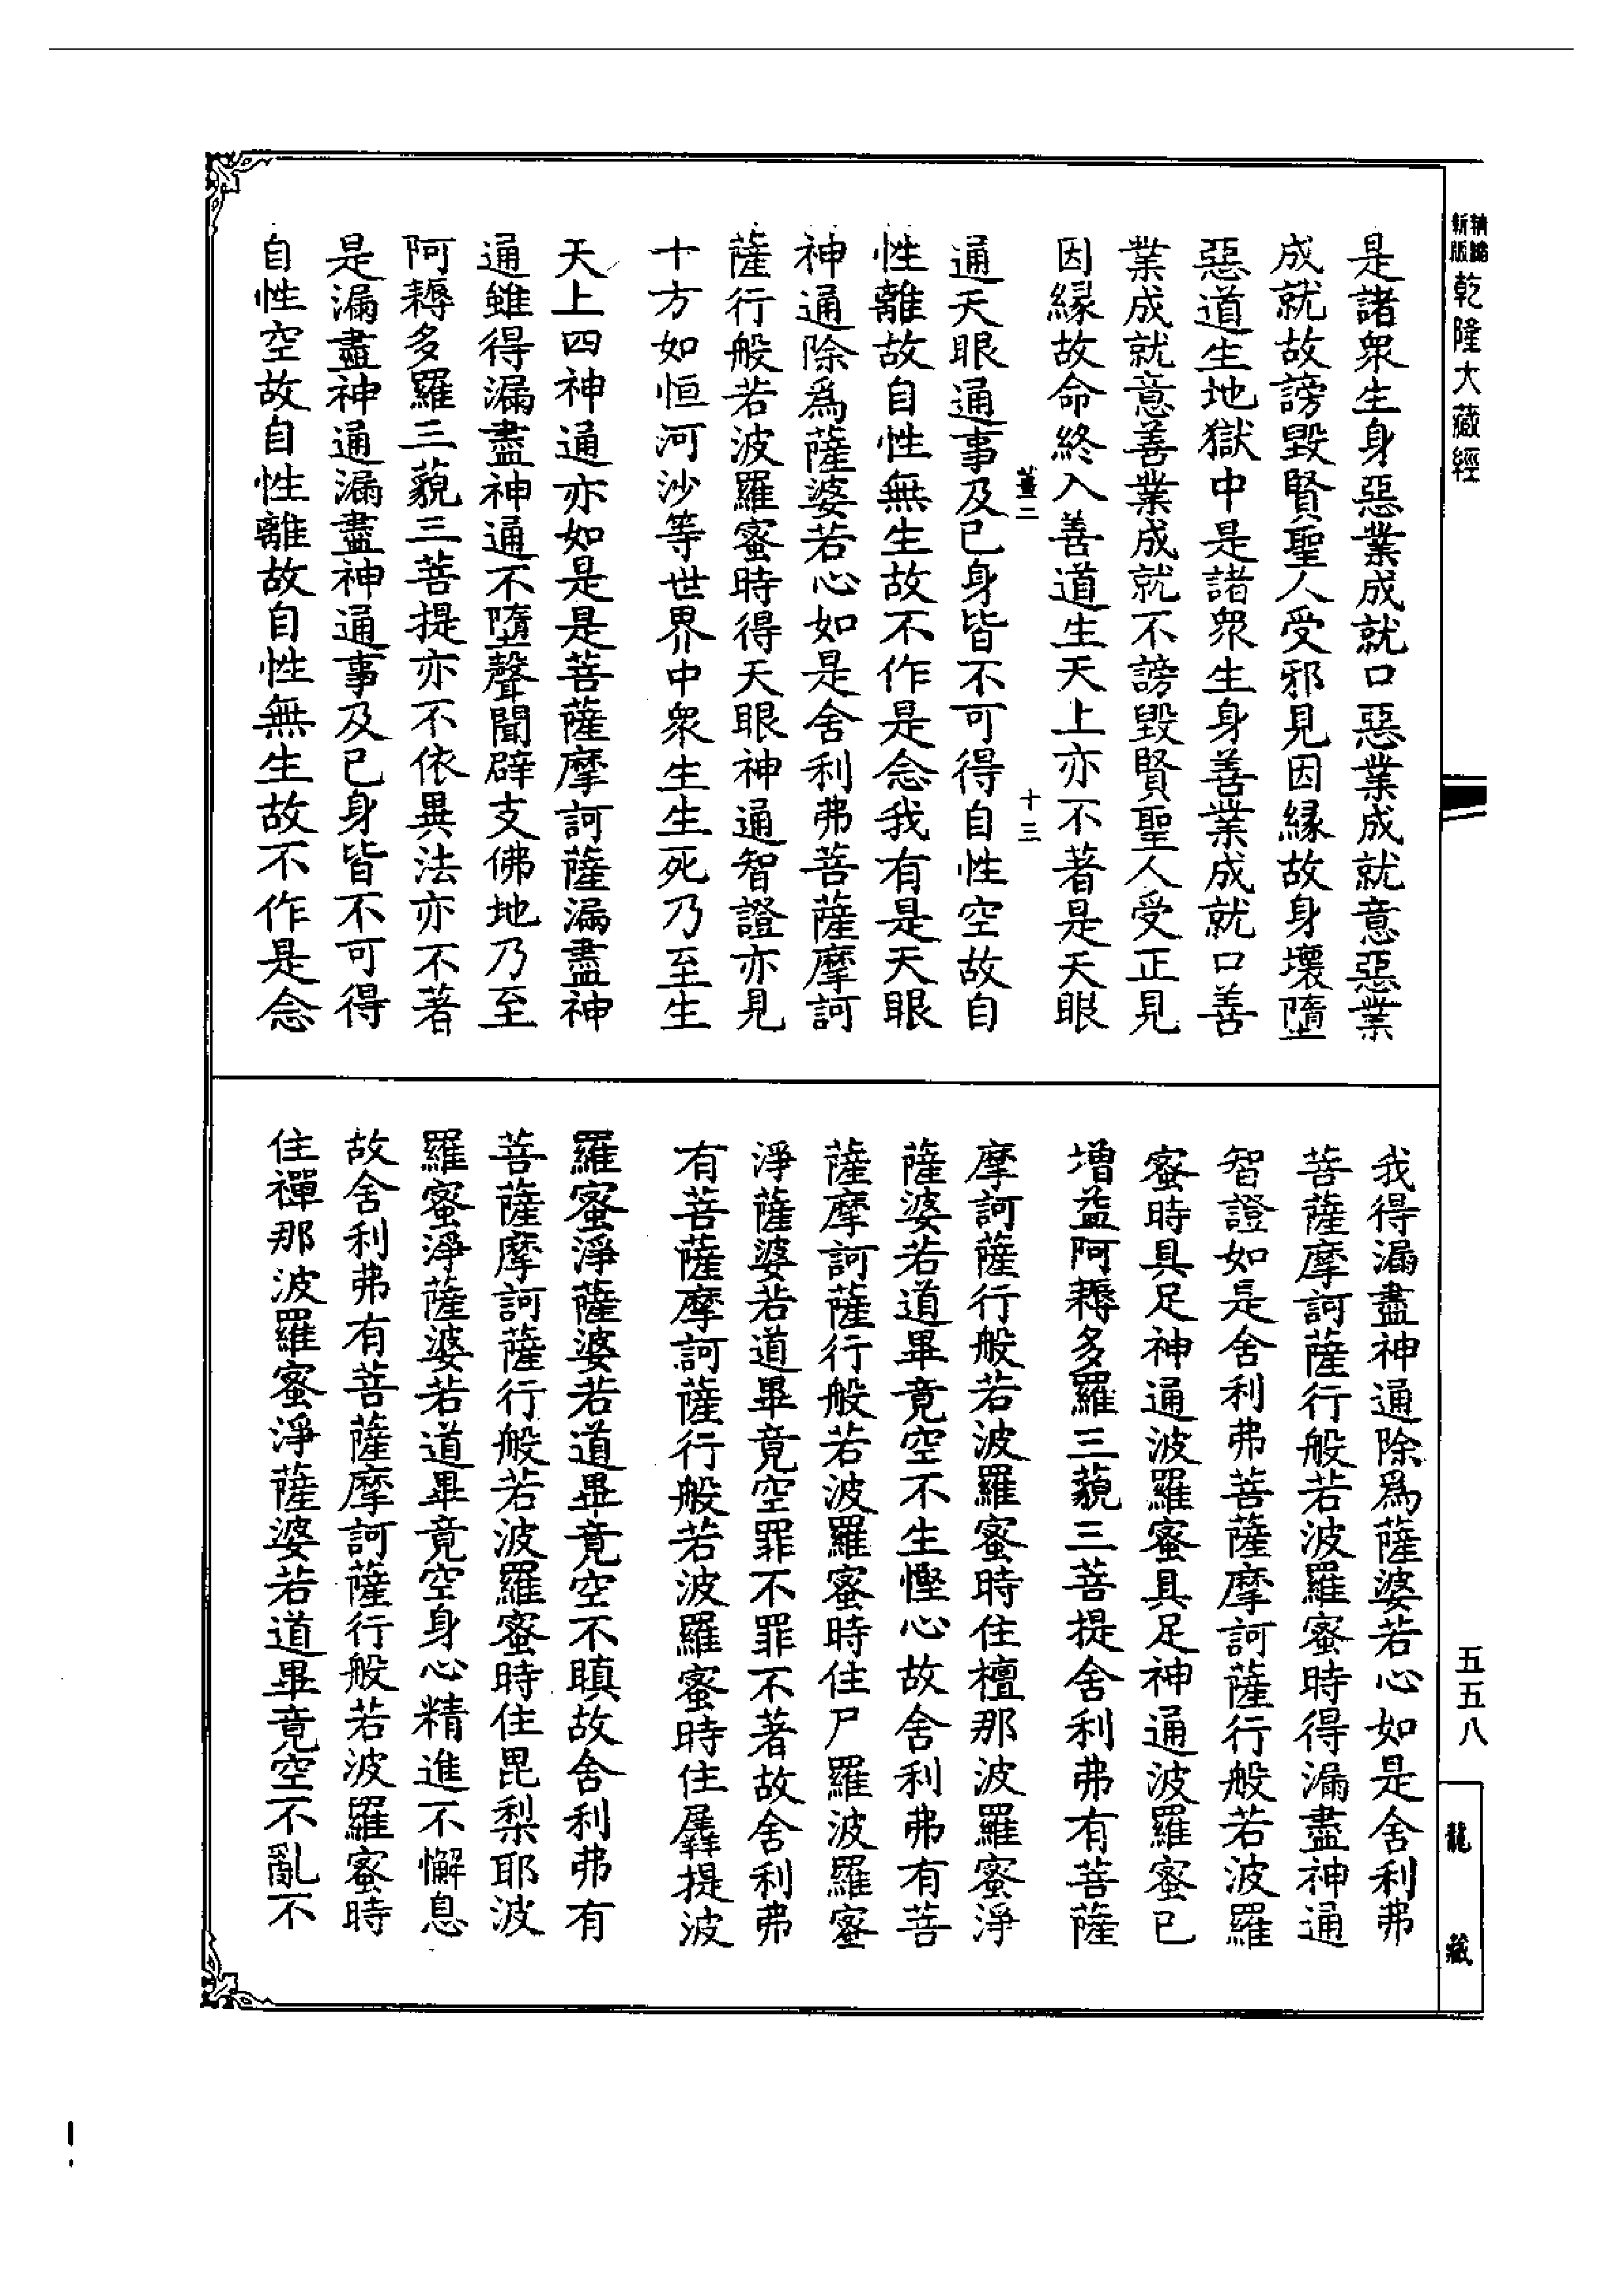 新編
新版
乾隆大藏經
是諸衆生身惡業成就口惡業成就意惡業
成就故謗毀賢聖人受邪見因緣故身壞墮
惡道生地獄中是諸衆生身善業成就口善
業成就意善業成就不謗毀賢聖人受正見
因緣故命終入善道生天上亦不著是天眼
十三
通天眼通事及已身皆不可得自性空故自
性離故自性無生故不作是念我有是天眼
神通除爲薩婆若心如是舍利弗菩薩摩訶
薩行般若波羅蜜時得天眼神通智證亦見
十方如恒河沙等世界中衆生生死乃至生
天上四神通亦如是是菩薩摩訶薩漏盡神
通雖得漏盡神通不墮聲聞辟支佛地乃至
阿耨多羅三藐三菩提亦不依異法亦不著
是漏盡神通漏盡神通事及已身皆不可得
自性空故自性離故自性無生故不作是念
我得漏盡神通除爲薩婆若心如是舍利弗
菩薩摩訶薩行般若波羅蜜時得漏盡神通
智證如是舍利弗菩薩摩訶薩行般若波羅
蜜時具足神通波羅蜜具足神通波羅蜜已
增益阿耨多羅三藐三菩提舍利弗有菩薩
摩訶薩行般若波羅蜜時住檀那波羅蜜淨
薩婆若道畢竟空不生慳心故舍利弗有菩
薩摩訶薩行般若波羅蜜時住尸羅波羅蜜
淨薩婆若道畢竟空罪不罪不著故舍利弗
有菩薩摩訶薩行般若波羅蜜時住羼提波
羅蜜淨薩婆若道畢竟空不瞋故舍利弗有
菩薩摩訶薩行般若波羅蜜時住毘梨耶波
羅蜜淨薩婆若道畢竟空身心精進不懈息
故舍利弗有菩薩摩訶薩行般若波羅蜜時
住禪那波羅蜜淨薩婆若道畢竟空不亂不
五五八
龍藏